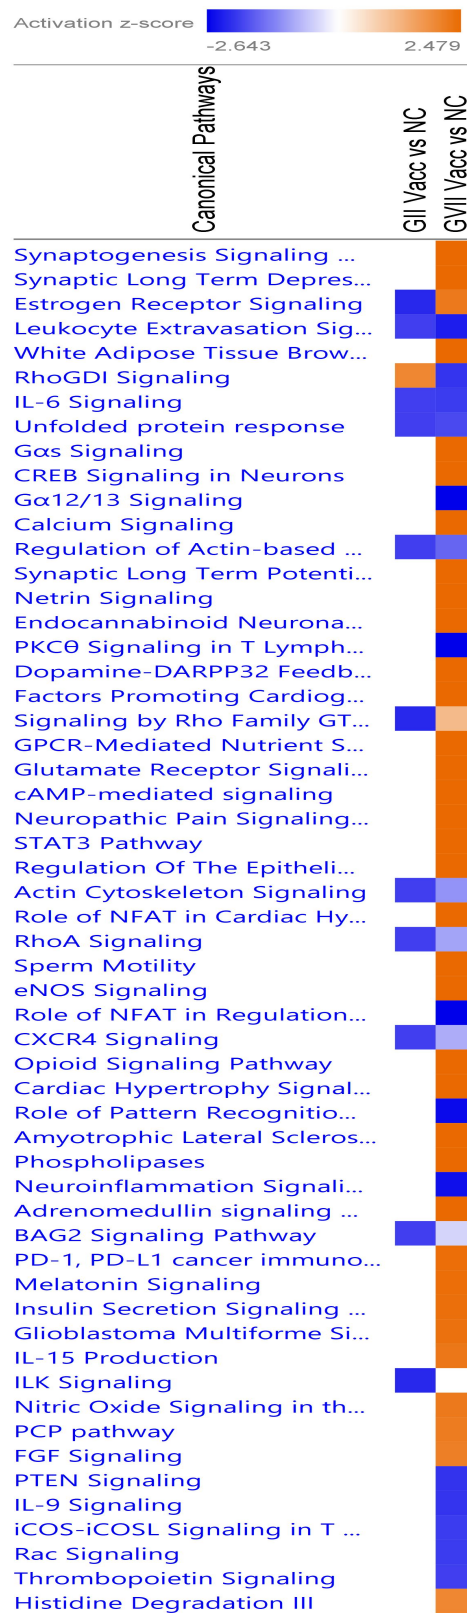 Activation z-score
-2.643 2.479
Canonical Pathways
GII Vacc vs NC
GVII Vacc vs NC
Synaptogenesis Signaling ...
Synaptic Long Term Depres...
Estrogen Receptor Signaling
Leukocyte Extravasation Sig...
White Adipose Tissue Brow...
RhoGDI Signaling
IL-6 Signaling
Unfolded protein response
Gαs Signaling
CREB Signaling in Neurons
Gα12/13 Signaling
Calcium Signaling
Regulation of Actin-based ...
Synaptic Long Term Potenti...
Netrin Signaling
Endocannabinoid Neurona...
PKCθ Signaling in T Lymph...
Dopamine-DARPP32 Feedb...
Factors Promoting Cardiog...
Signaling by Rho Family GT...
GPCR-Mediated Nutrient S...
Glutamate Receptor Signali...
cAMP-mediated signaling
Neuropathic Pain Signaling...
STAT3 Pathway
Regulation Of The Epitheli...
Actin Cytoskeleton Signaling
Role of NFAT in Cardiac Hy...
RhoA Signaling
Sperm Motility
eNOS Signaling
Role of NFAT in Regulation...
CXCR4 Signaling
Opioid Signaling Pathway
Cardiac Hypertrophy Signal...
Role of Pattern Recognitio...
Amyotrophic Lateral Scleros...
Phospholipases
Neuroinflammation Signali...
Adrenomedullin signaling ...
BAG2 Signaling Pathway
PD-1, PD-L1 cancer immuno...
Melatonin Signaling
Insulin Secretion Signaling ...
Glioblastoma Multiforme Si...
IL-15 Production
ILK Signaling
Nitric Oxide Signaling in th...
PCP pathway
FGF Signaling
PTEN Signaling
IL-9 Signaling
iCOS-iCOSL Signaling in T ...
Rac Signaling
Thrombopoietin Signaling
Histidine Degradation III